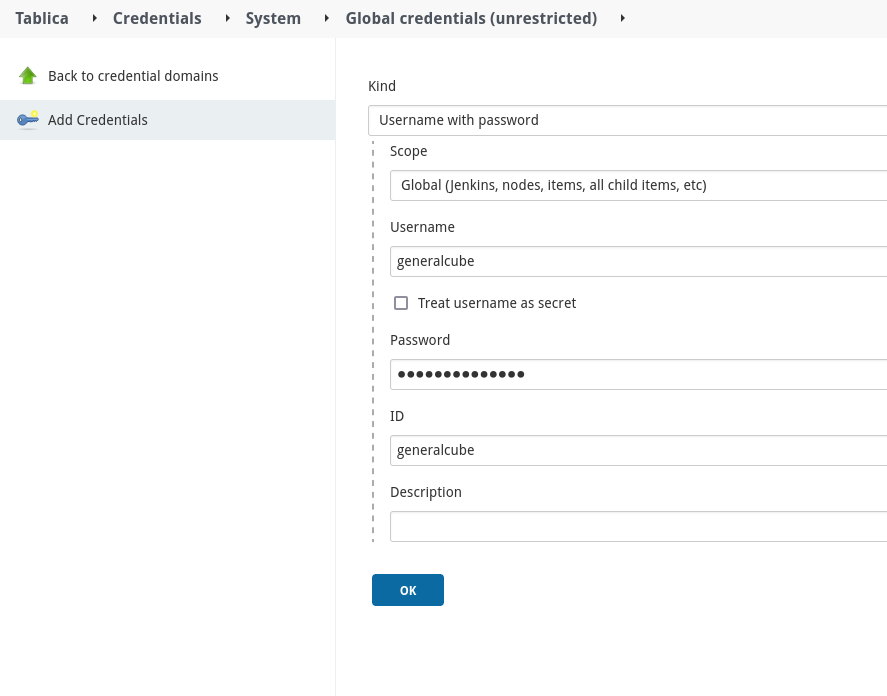 Tablica Credentials System Global credentials (unrestricted)
Back to credential domains
Add Credentials
Kind
Username with password
Scope
Global (Jenkins, nodes, items, all child items, etc)
Username
generalcube
Treat username as secret
Password
••••••••••••••
ID
generalcube
Description
OK